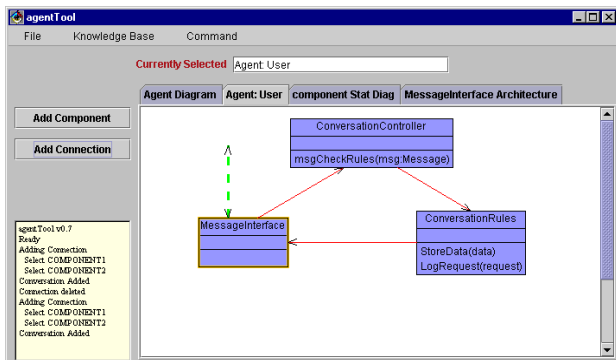 agentTool
File Knowledge Base Command
Currently Selected Agent: User
Agent Diagram Agent: User component Stat Diag MessageInterface Architecture
Add Component
Add Connection
ConversationController
msgCheckRules(msg:Message)
MessageInterface
ConversationRules
StoreData(data)
LogRequest(request)
agentTool v0.7
Ready
Adding Connection
Select COMPONENT1
Select COMPONENT2
Conversation Added
Connection deleted
Adding Connection
Select COMPONENT1
Select COMPONENT2
Conversation Added